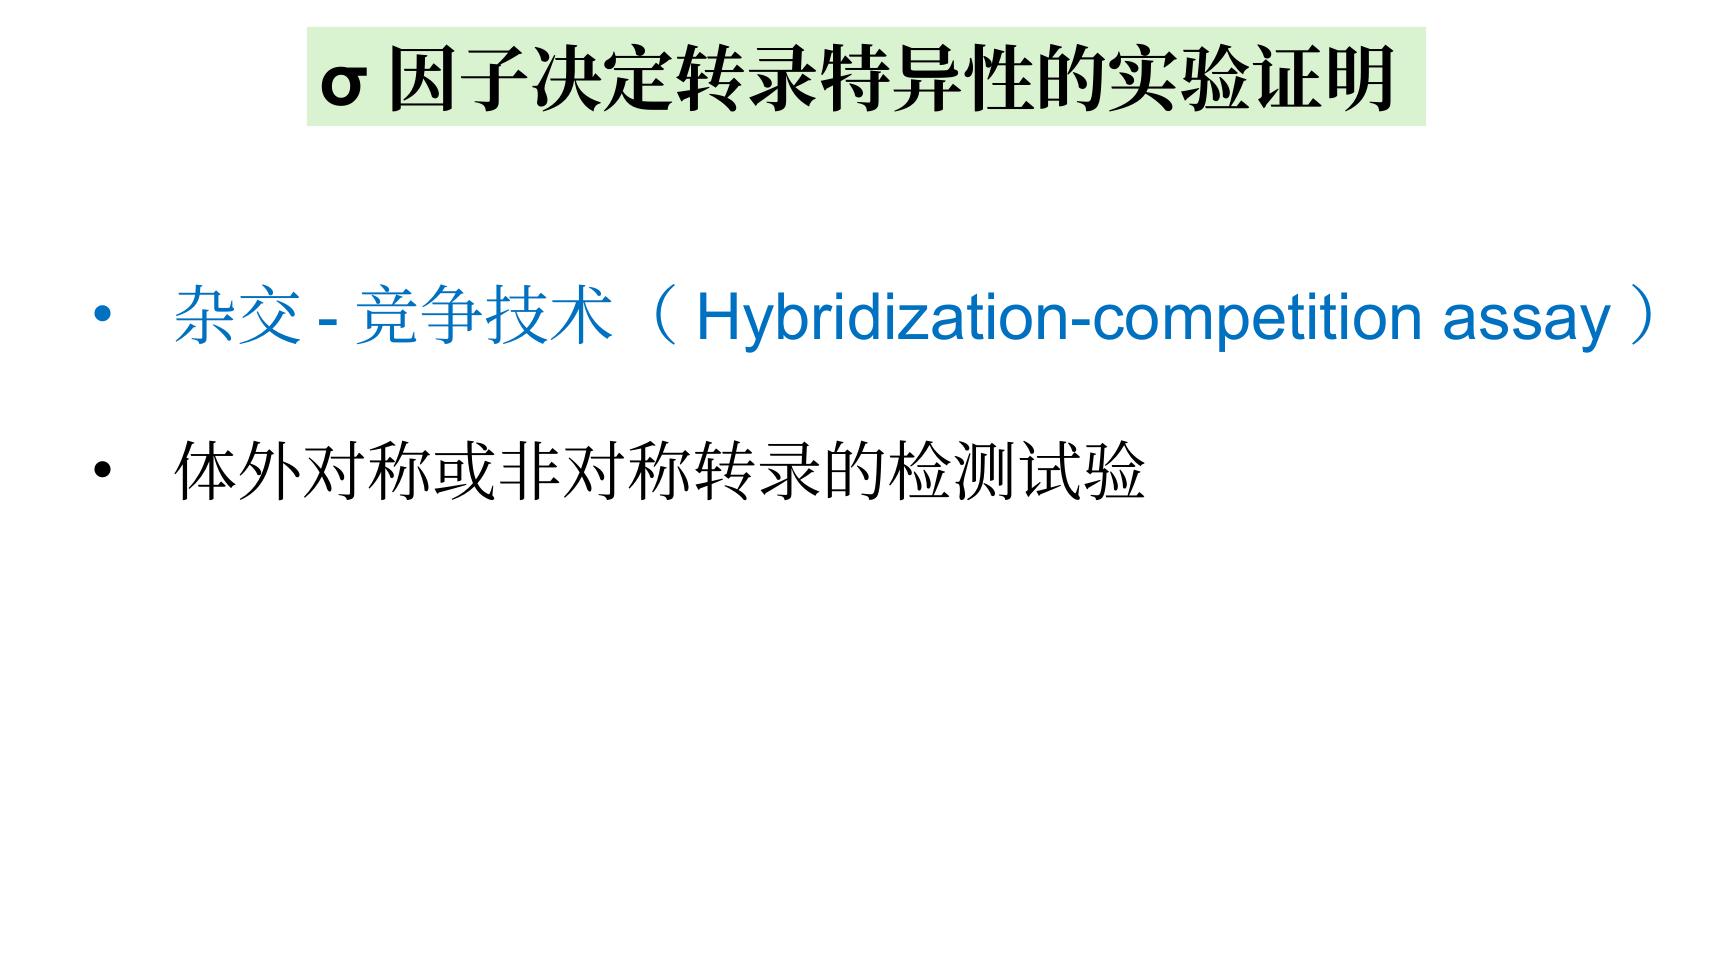 σ 因子决定转录特异性的实验证明
• 杂交 - 竞争技术（ Hybridization-competition assay ）
• 体外对称或非对称转录的检测试验